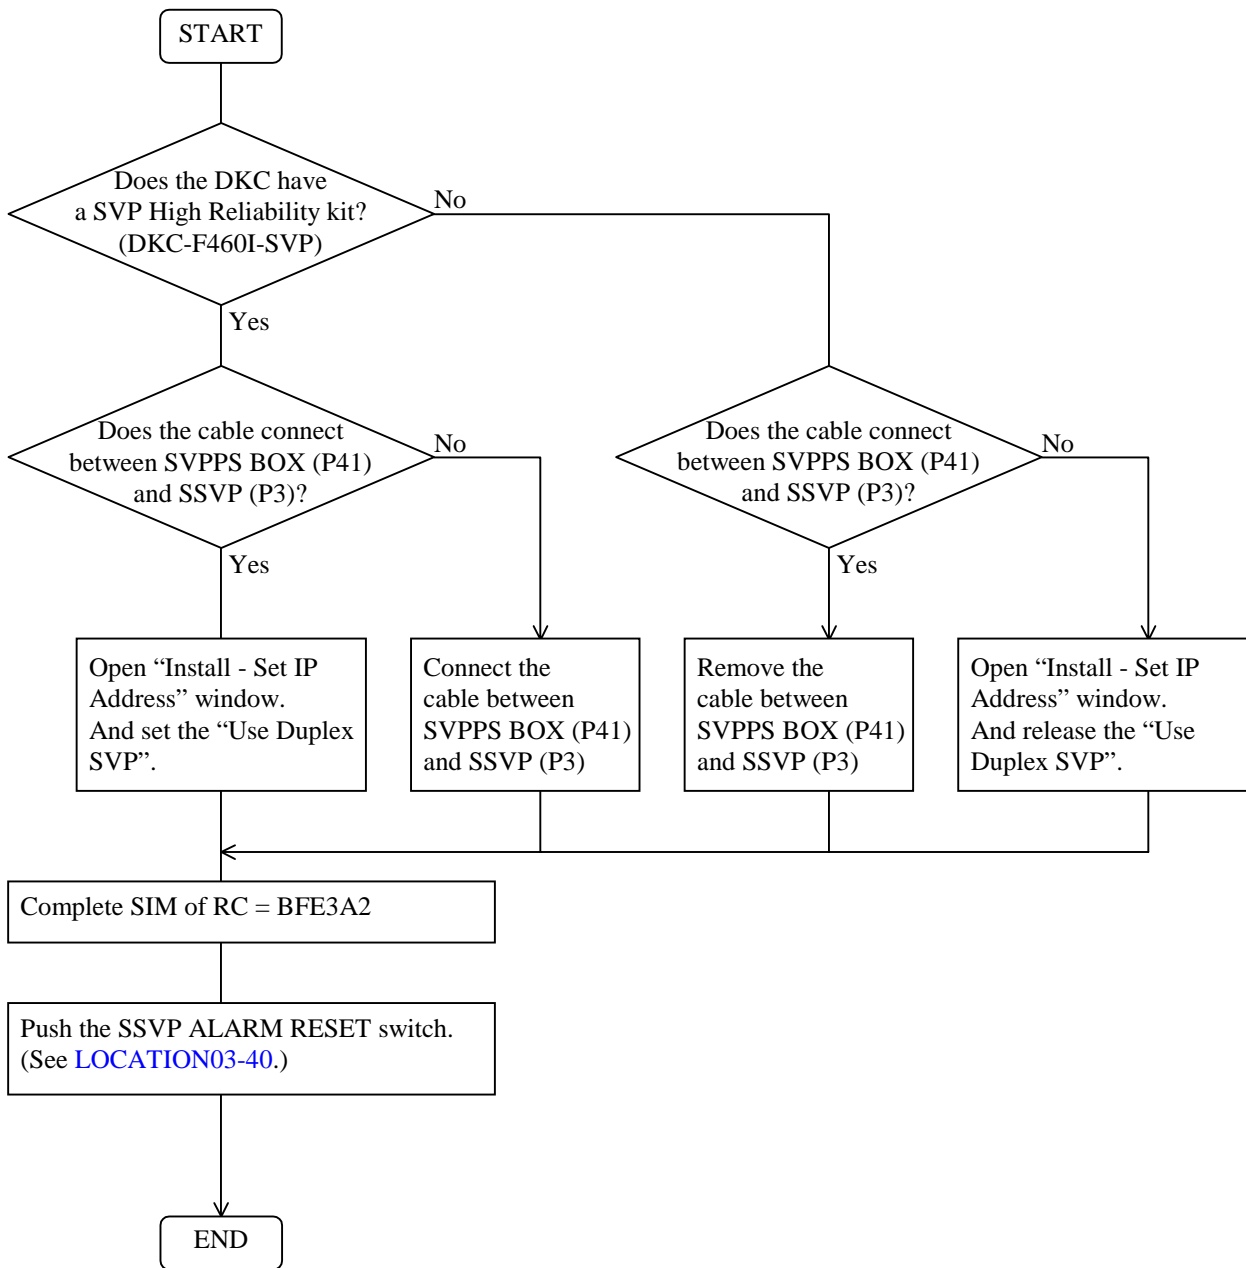 START
Does the DKC have
a SVP High Reliability kit?
(DKC-F460I-SVP)
No
Yes
Does the cable connect
between SVPPS BOX (P41)
and SSVP (P3)?
No
Yes
Does the cable connect
between SVPPS BOX (P41)
and SSVP (P3)?
No
Yes
Open “Install - Set IP
Address” window.
And set the “Use Duplex
SVP”.
Connect the
cable between
SVPPS BOX (P41)
and SSVP (P3)
Remove the
cable between
SVPPS BOX (P41)
and SSVP (P3)
Open “Install - Set IP
Address” window.
And release the “Use
Duplex SVP”.
Complete SIM of RC = BFE3A2
Push the SSVP ALARM RESET switch.
(See LOCATION03-40.)
END